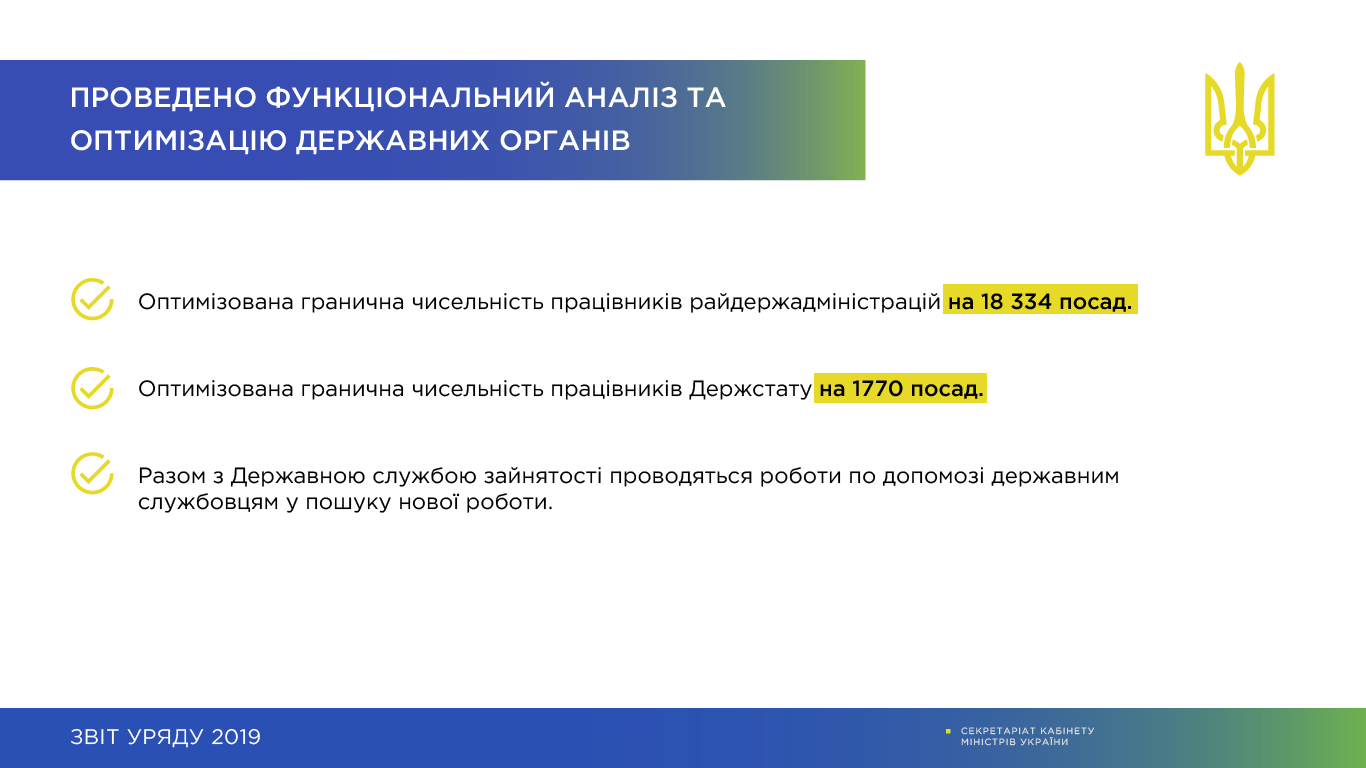 ПРОВЕДЕНО ФУНКЦІОНАЛЬНИЙ АНАЛІЗ ТА
ОПТИМІЗАЦІЮ ДЕРЖАВНИХ ОРГАНІВ
Оптимізована гранична чисельність працівників райдержадміністрацій на 18 334 посад.
Оптимізована гранична чисельність працівників Держстату на 1770 посад.
Разом з Державною службою зайнятості проводяться роботи по допомозі державним
службовцям у пошуку нової роботи.
ЗВІТ УРЯДУ 2019
СЕКРЕТАРІАТ КАБІНЕТУ
МІНІСТРІВ УКРАЇНИ